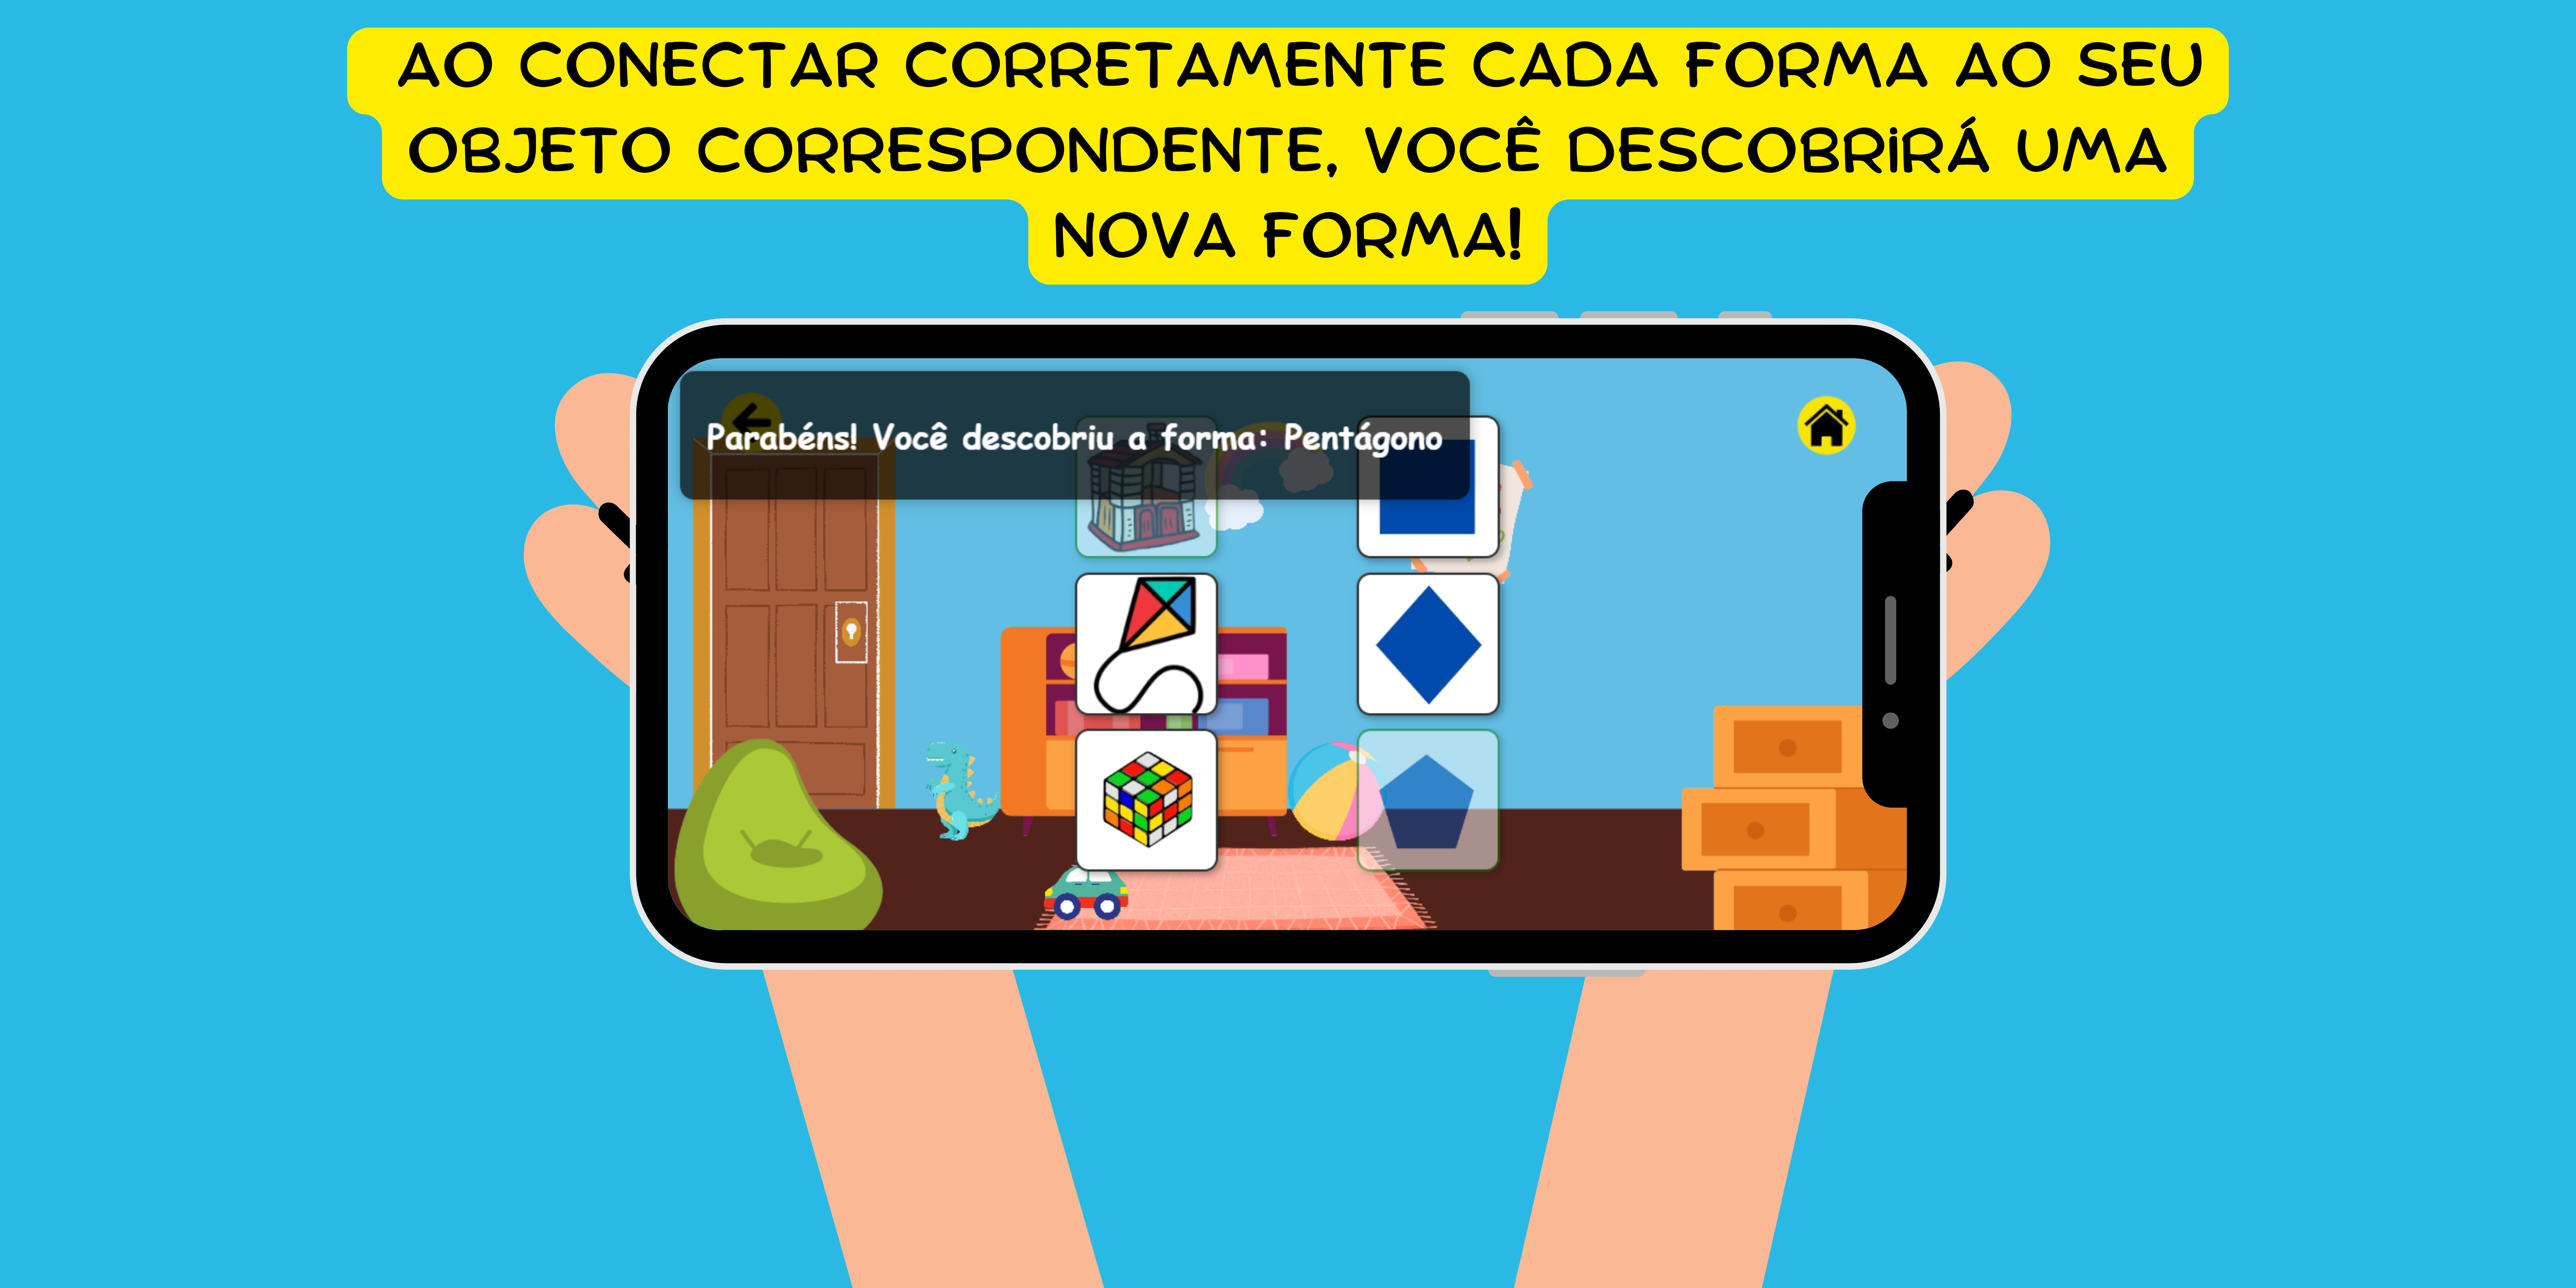 AO CONECTAR CORRETAMENTE CADA FORMA AO SEU
OBJETO CORRESPONDENTE, VOCÊ DESCOBRIRÁ UMA
NOVA FORMA!
Parabéns! Você descobriu a forma: Pentágono